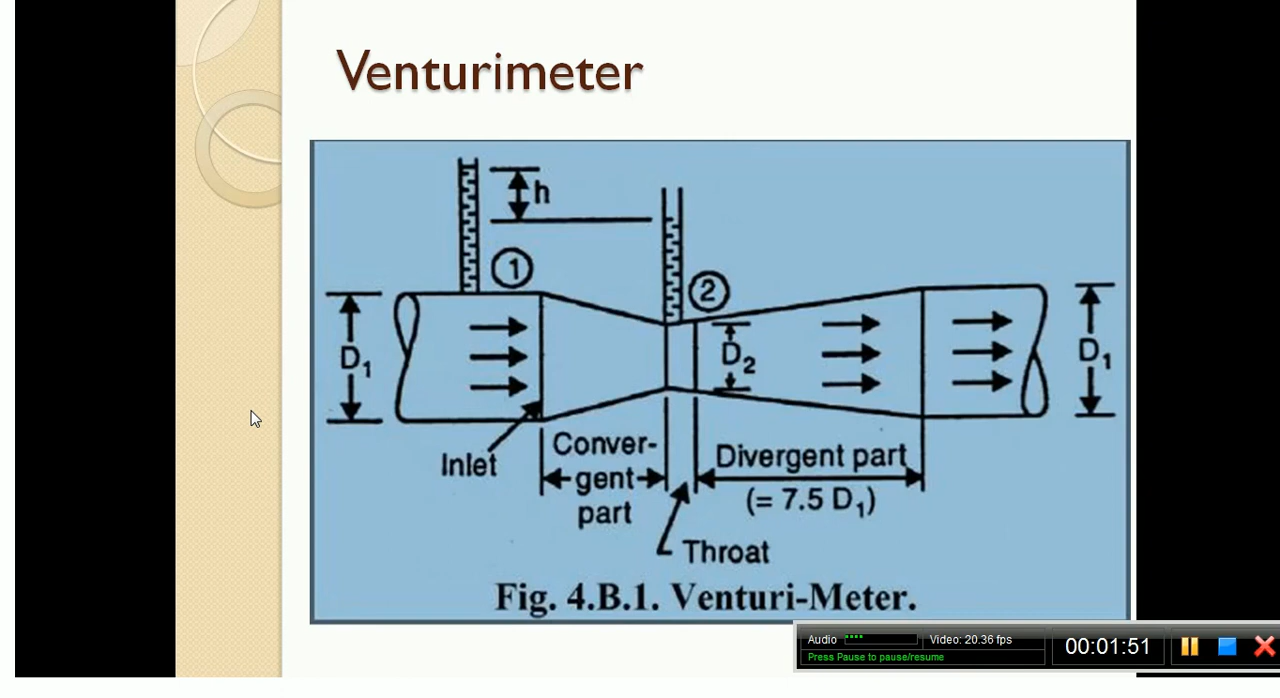 Venturimeter
h
1
2
D1
D2
D1
Inlet
Conver-
gent
part
Divergent part
(= 7.5 D1)
Throat
Fig. 4.B.1. Venturi-Meter.
Audio
Video: 20.36 fps
Press Pause to pause/resume
00:01:51